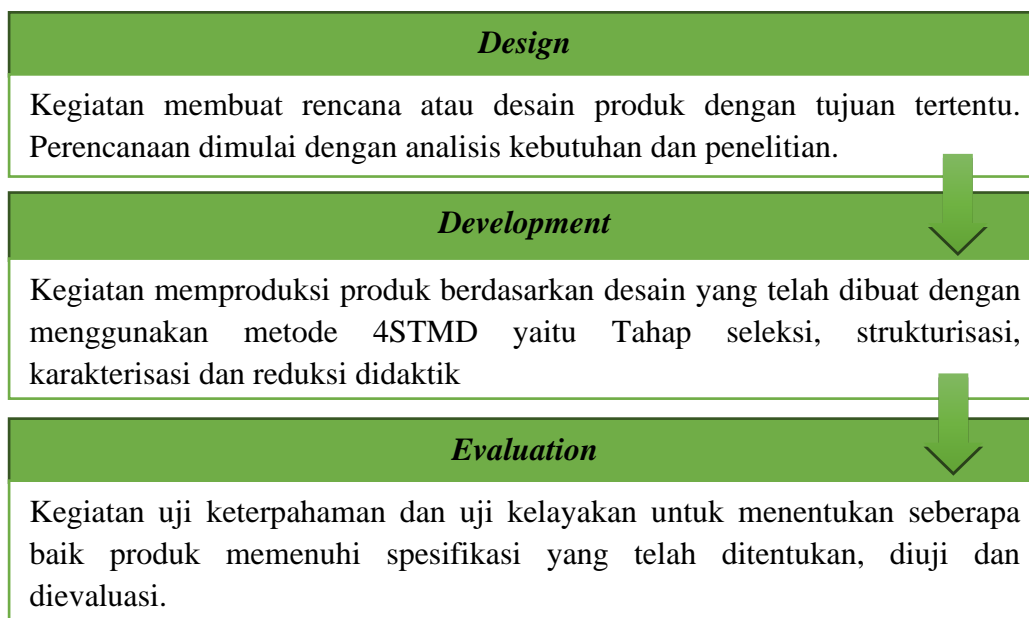 Design
Kegiatan membuat rencana atau desain produk dengan tujuan tertentu.
Perencanaan dimulai dengan analisis kebutuhan dan penelitian.
Development
Kegiatan memproduksi produk berdasarkan desain yang telah dibuat dengan
menggunakan metode 4STMD yaitu Tahap seleksi, strukturisasi,
karakterisasi dan reduksi didaktik
Evaluation
Kegiatan uji keterpahaman dan uji kelayakan untuk menentukan seberapa
baik produk memenuhi spesifikasi yang telah ditentukan, diuji dan
dievaluasi.